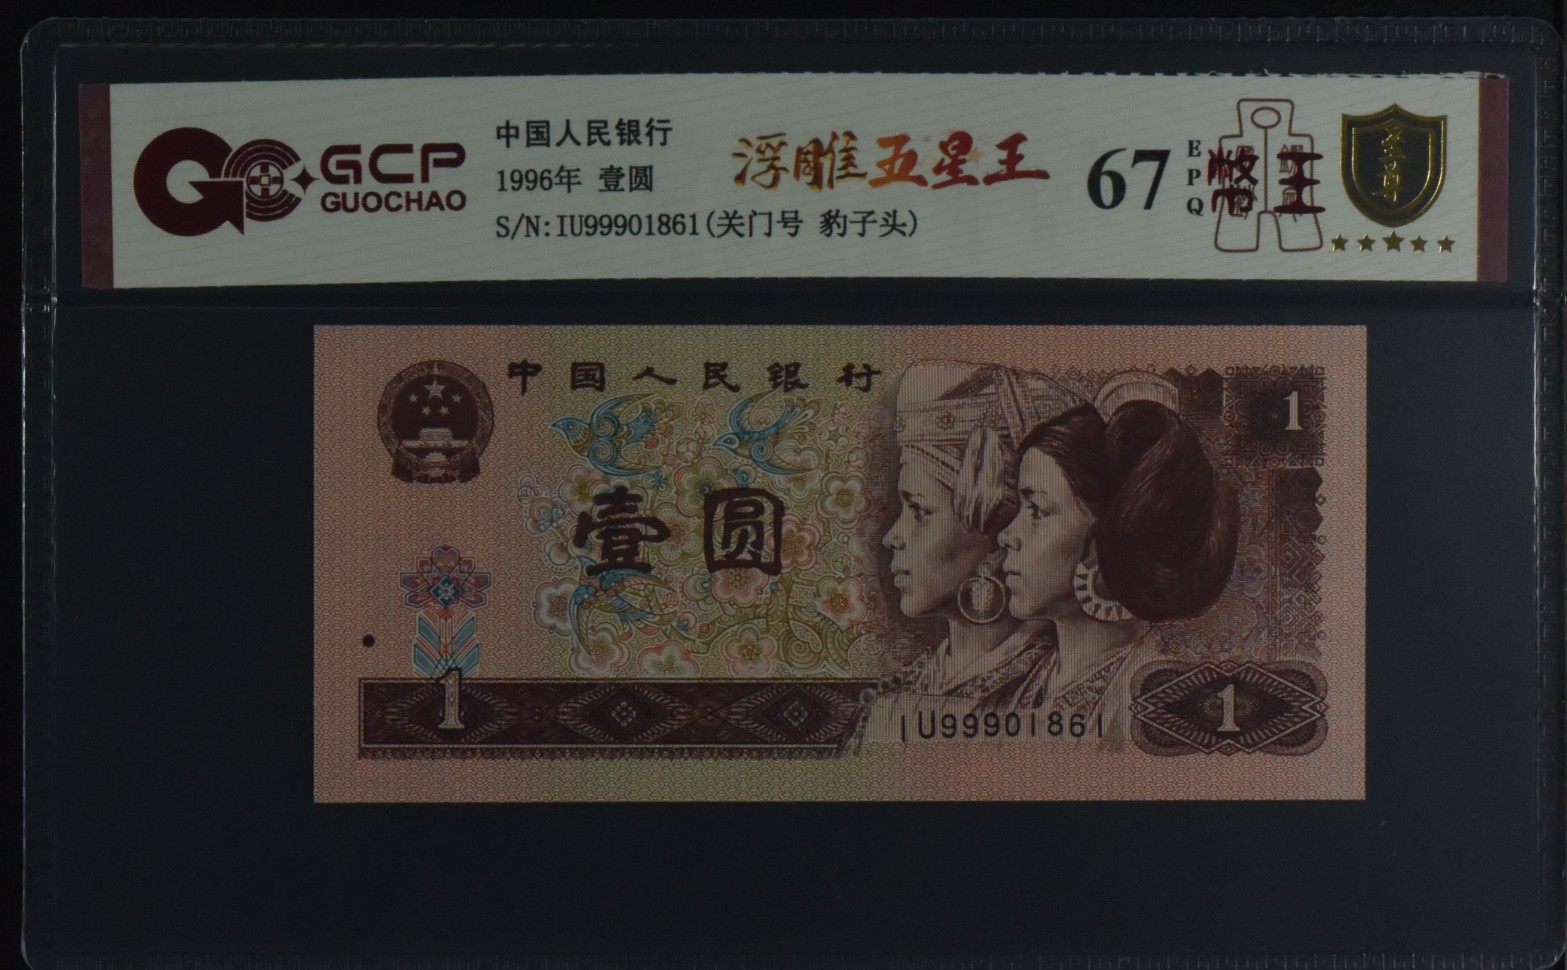 GCP
GUOCHAO
中国人民银行
1996年 壹圆
S/N:IU99901861(关门号 豹子头)
浮雕五星王
67
EPQ
至尊
中国人民银行
1
壹圆
1
IU99901861
1